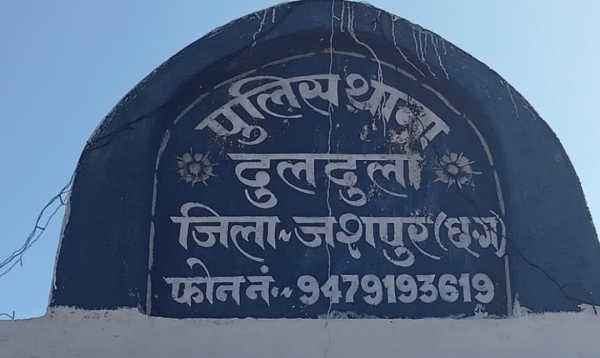 पुलिस थाना
दुलदुला
जिला~जशपुर(छ.ग)
फोन नं~9479193619